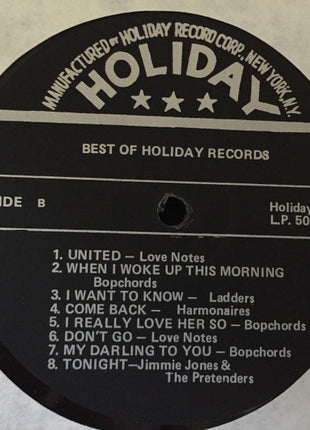 MANUFACTURED BY HOLIDAY RECORD CORP., NEW YORK, N.Y.
HOLIDAY
BEST OF HOLIDAY RECORDS
IDE B
Holiday
L.P. 50
1. UNITED – Love Notes
2. WHEN I WOKE UP THIS MORNING
Bopchords
3. I WANT TO KNOW – Ladders
4. COME BACK – Harmonaires
5. I REALLY LOVE HER SO – Bopchords
6. DON'T GO – Love Notes
7. MY DARLING TO YOU – Bopchords
8. TONIGHT–Jimmie Jones &
The Pretenders